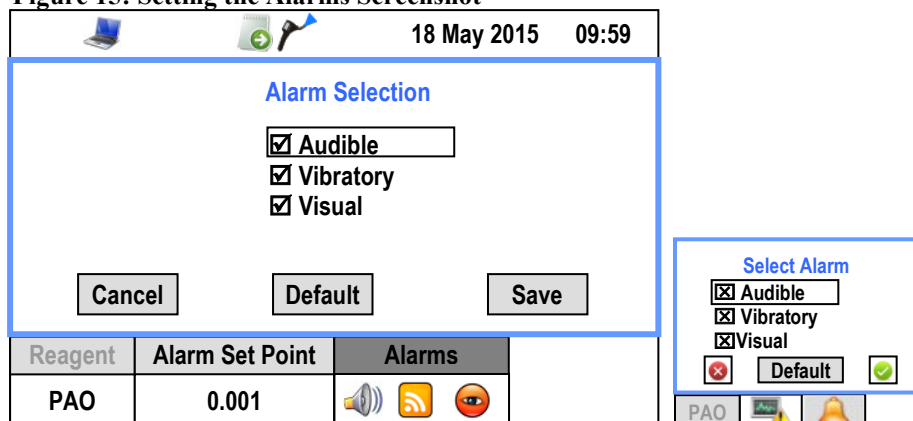 Figure 15: Setting the Alarms Screenshot
18 May 2015 09:59
Alarm Selection
Audible
Vibratory
Visual
Cancel Default Save
Reagent Alarm Set Point Alarms
PAO 0.001
Select Alarm
Audible
Vibratory
Visual
Default
PAO